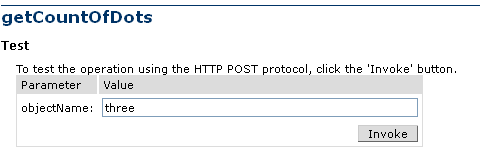 getCountOfDots
Test
To test the operation using the HTTP POST protocol, click the 'Invoke' button.
Parameter Value
objectName: three
Invoke